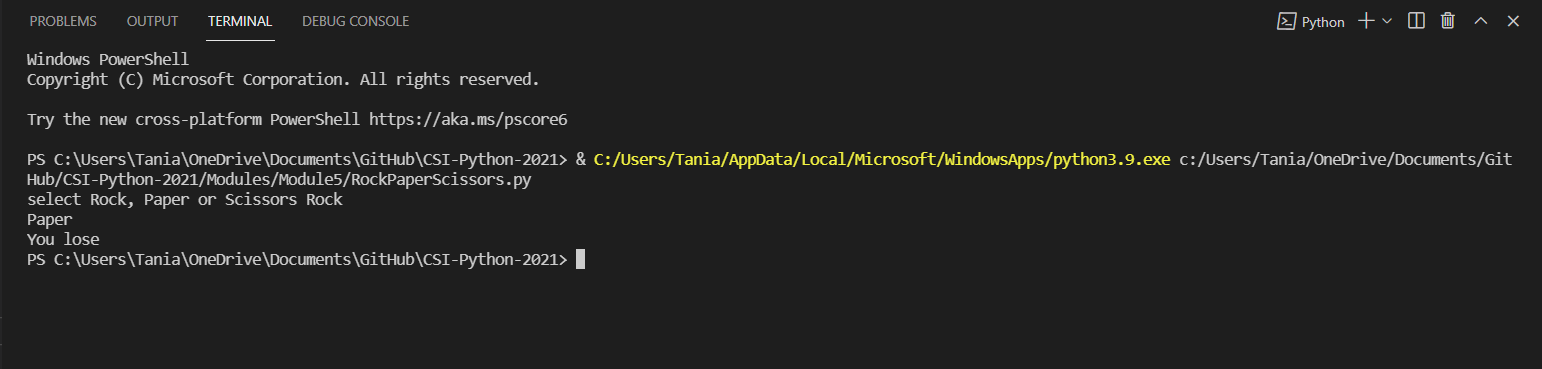 PROBLEMS OUTPUT TERMINAL DEBUG CONSOLE Python
Windows PowerShell
Copyright (C) Microsoft Corporation. All rights reserved.
Try the new cross-platform PowerShell https://aka.ms/pscore6
PS C:\Users\Tania\OneDrive\Documents\GitHub\CSI-Python-2021> & C:/Users/Tania/AppData/Local/Microsoft/WindowsApps/python3.9.exe c:/Users/Tania/OneDrive/Documents/Git
Hub/CSI-Python-2021/Modules/Module5/RockPaperScissors.py
select Rock, Paper or Scissors Rock
Paper
You lose
PS C:\Users\Tania\OneDrive\Documents\GitHub\CSI-Python-2021>